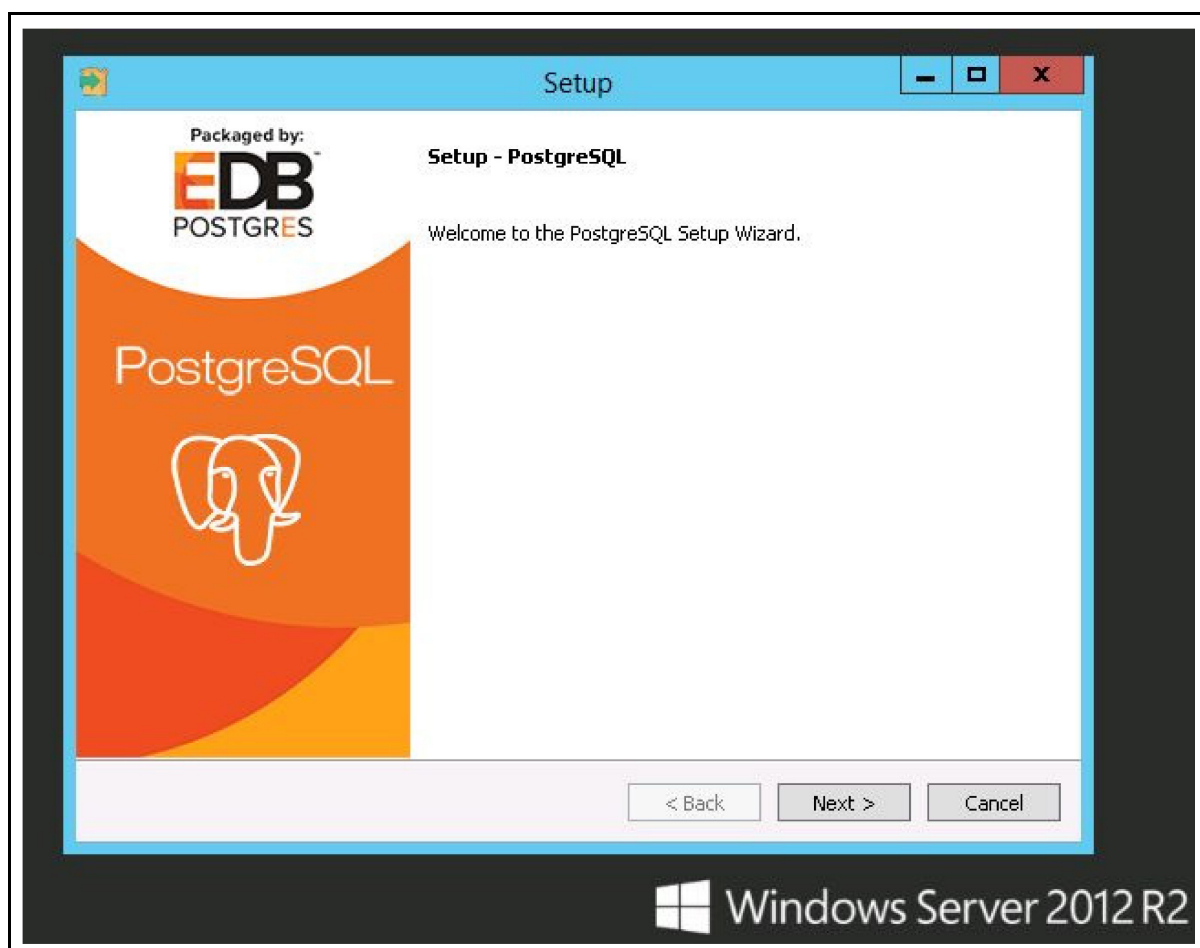 Setup
Packaged by:
EDB
POSTGRES
PostgreSQL
Setup - PostgreSQL
Welcome to the PostgreSQL Setup Wizard.
< Back
Next >
Cancel
Windows Server 2012 R2